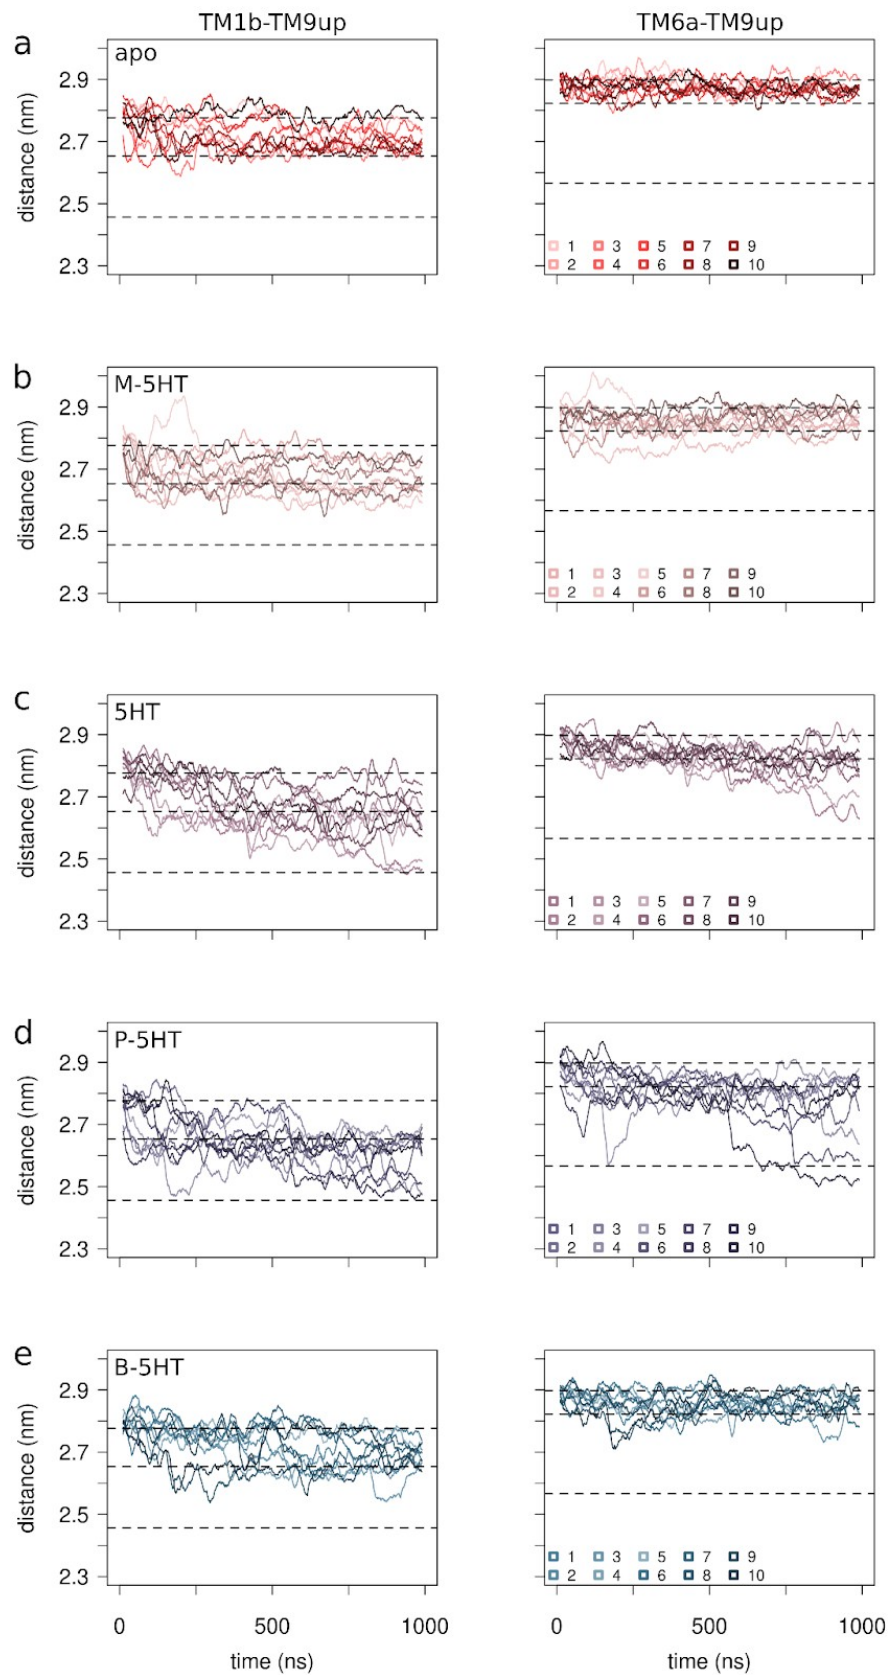 TM1b-TM9up TM6a-TM9up
a
apo
distance (nm)
2.9
2.7
2.5
2.3
1 3 5 7 9
2 4 6 8 10
b
M-5HT
distance (nm)
2.9
2.7
2.5
2.3
1 3 5 7 9
2 4 6 8 10
c
5HT
distance (nm)
2.9
2.7
2.5
2.3
1 3 5 7 9
2 4 6 8 10
d
P-5HT
distance (nm)
2.9
2.7
2.5
2.3
1 3 5 7 9
2 4 6 8 10
e
B-5HT
distance (nm)
2.9
2.7
2.5
2.3
1 3 5 7 9
2 4 6 8 10
0 500 1000 0 500 1000
time (ns) time (ns)